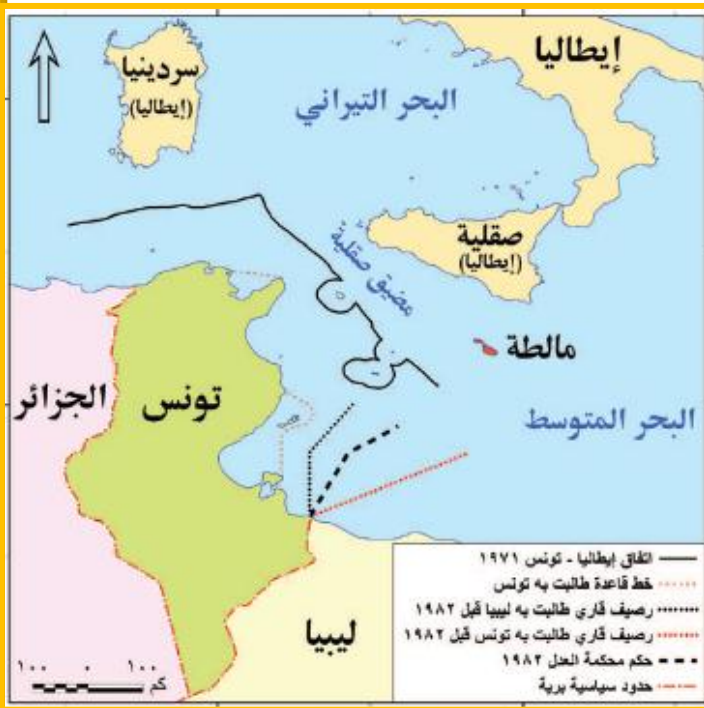 إيطاليا
سردينيا
(إيطاليا)
البحر التيراني
صقلية
(إيطاليا)
مضيق صقلية
مالطة
الجزائر
تونس
البحر المتوسط
ليبيا
اتفاق إيطاليا - تونس ١٩٧١
خط قاعدة طالبت به تونس
رصيف قاري طالبت به ليبيا قبل ١٩٨٢
رصيف قاري طالبت به تونس قبل ١٩٨٢
حكم محكمة العدل ١٩٨٢
حدود سياسية برية
١٠٠ ٠ ١٠٠
كم